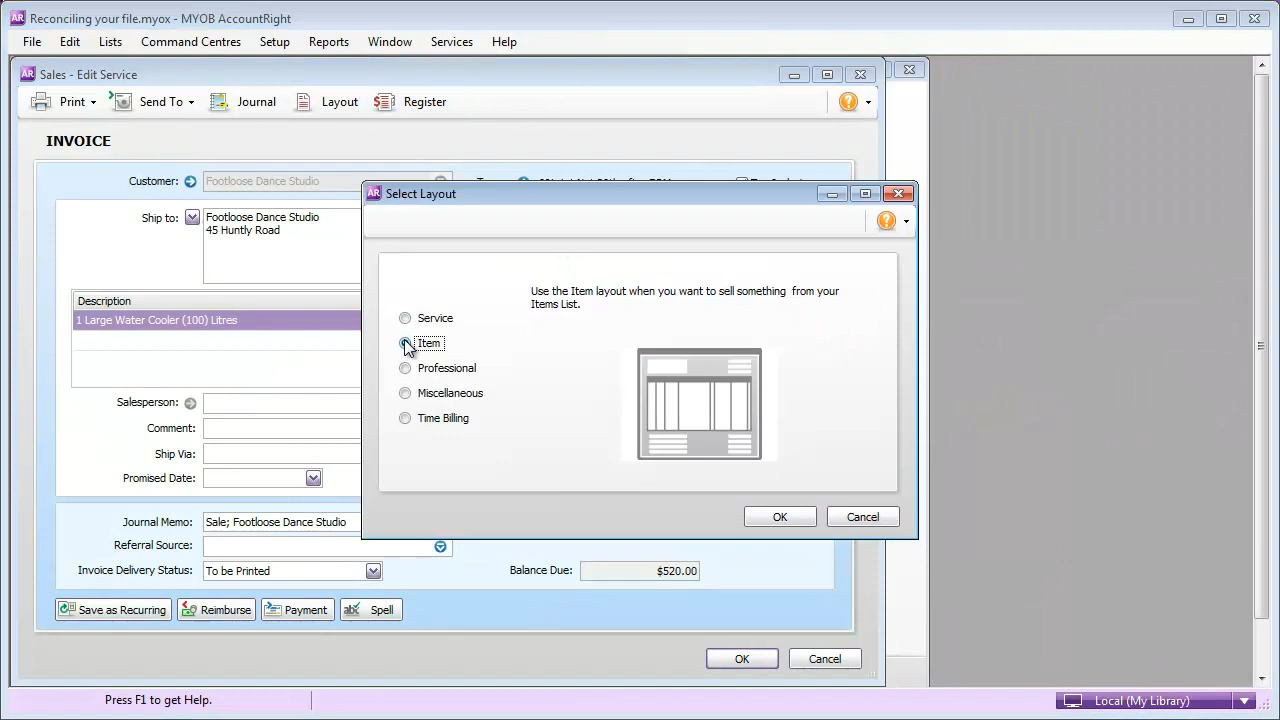 Reconciling your file.myox - MYOB AccountRight
File Edit Lists Command Centres Setup Reports Window Services Help
Sales - Edit Service
Print Send To Journal Layout Register
INVOICE
Customer: Footloose Dance Studio
Ship to: Footloose Dance Studio
45 Huntly Road
Description
1 Large Water Cooler (100) Litres
Salesperson:
Comment:
Ship Via:
Promised Date:
Journal Memo: Sale; Footloose Dance Studio
Referral Source:
Invoice Delivery Status: To be Printed
Balance Due: $520.00
Save as Recurring Reimburse Payment Spell
OK Cancel
Select Layout
Use the Item layout when you want to sell something from your
Items List.
Service
Item
Professional
Miscellaneous
Time Billing
OK Cancel
Press F1 to get Help.
Local (My Library)